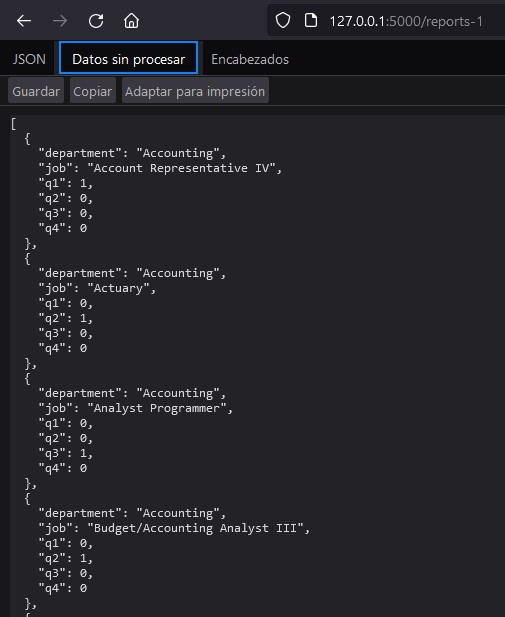 127.0.0.1:5000/reports-1
JSON Datos sin procesar Encabezados
Guardar Copiar Adaptar para impresión
[
  {
    "department": "Accounting",
    "job": "Account Representative IV",
    "q1": 1,
    "q2": 0,
    "q3": 0,
    "q4": 0
  },
  {
    "department": "Accounting",
    "job": "Actuary",
    "q1": 0,
    "q2": 1,
    "q3": 0,
    "q4": 0
  },
  {
    "department": "Accounting",
    "job": "Analyst Programmer",
    "q1": 0,
    "q2": 0,
    "q3": 1,
    "q4": 0
  },
  {
    "department": "Accounting",
    "job": "Budget/Accounting Analyst III",
    "q1": 0,
    "q2": 1,
    "q3": 0,
    "q4": 0
  },
  {